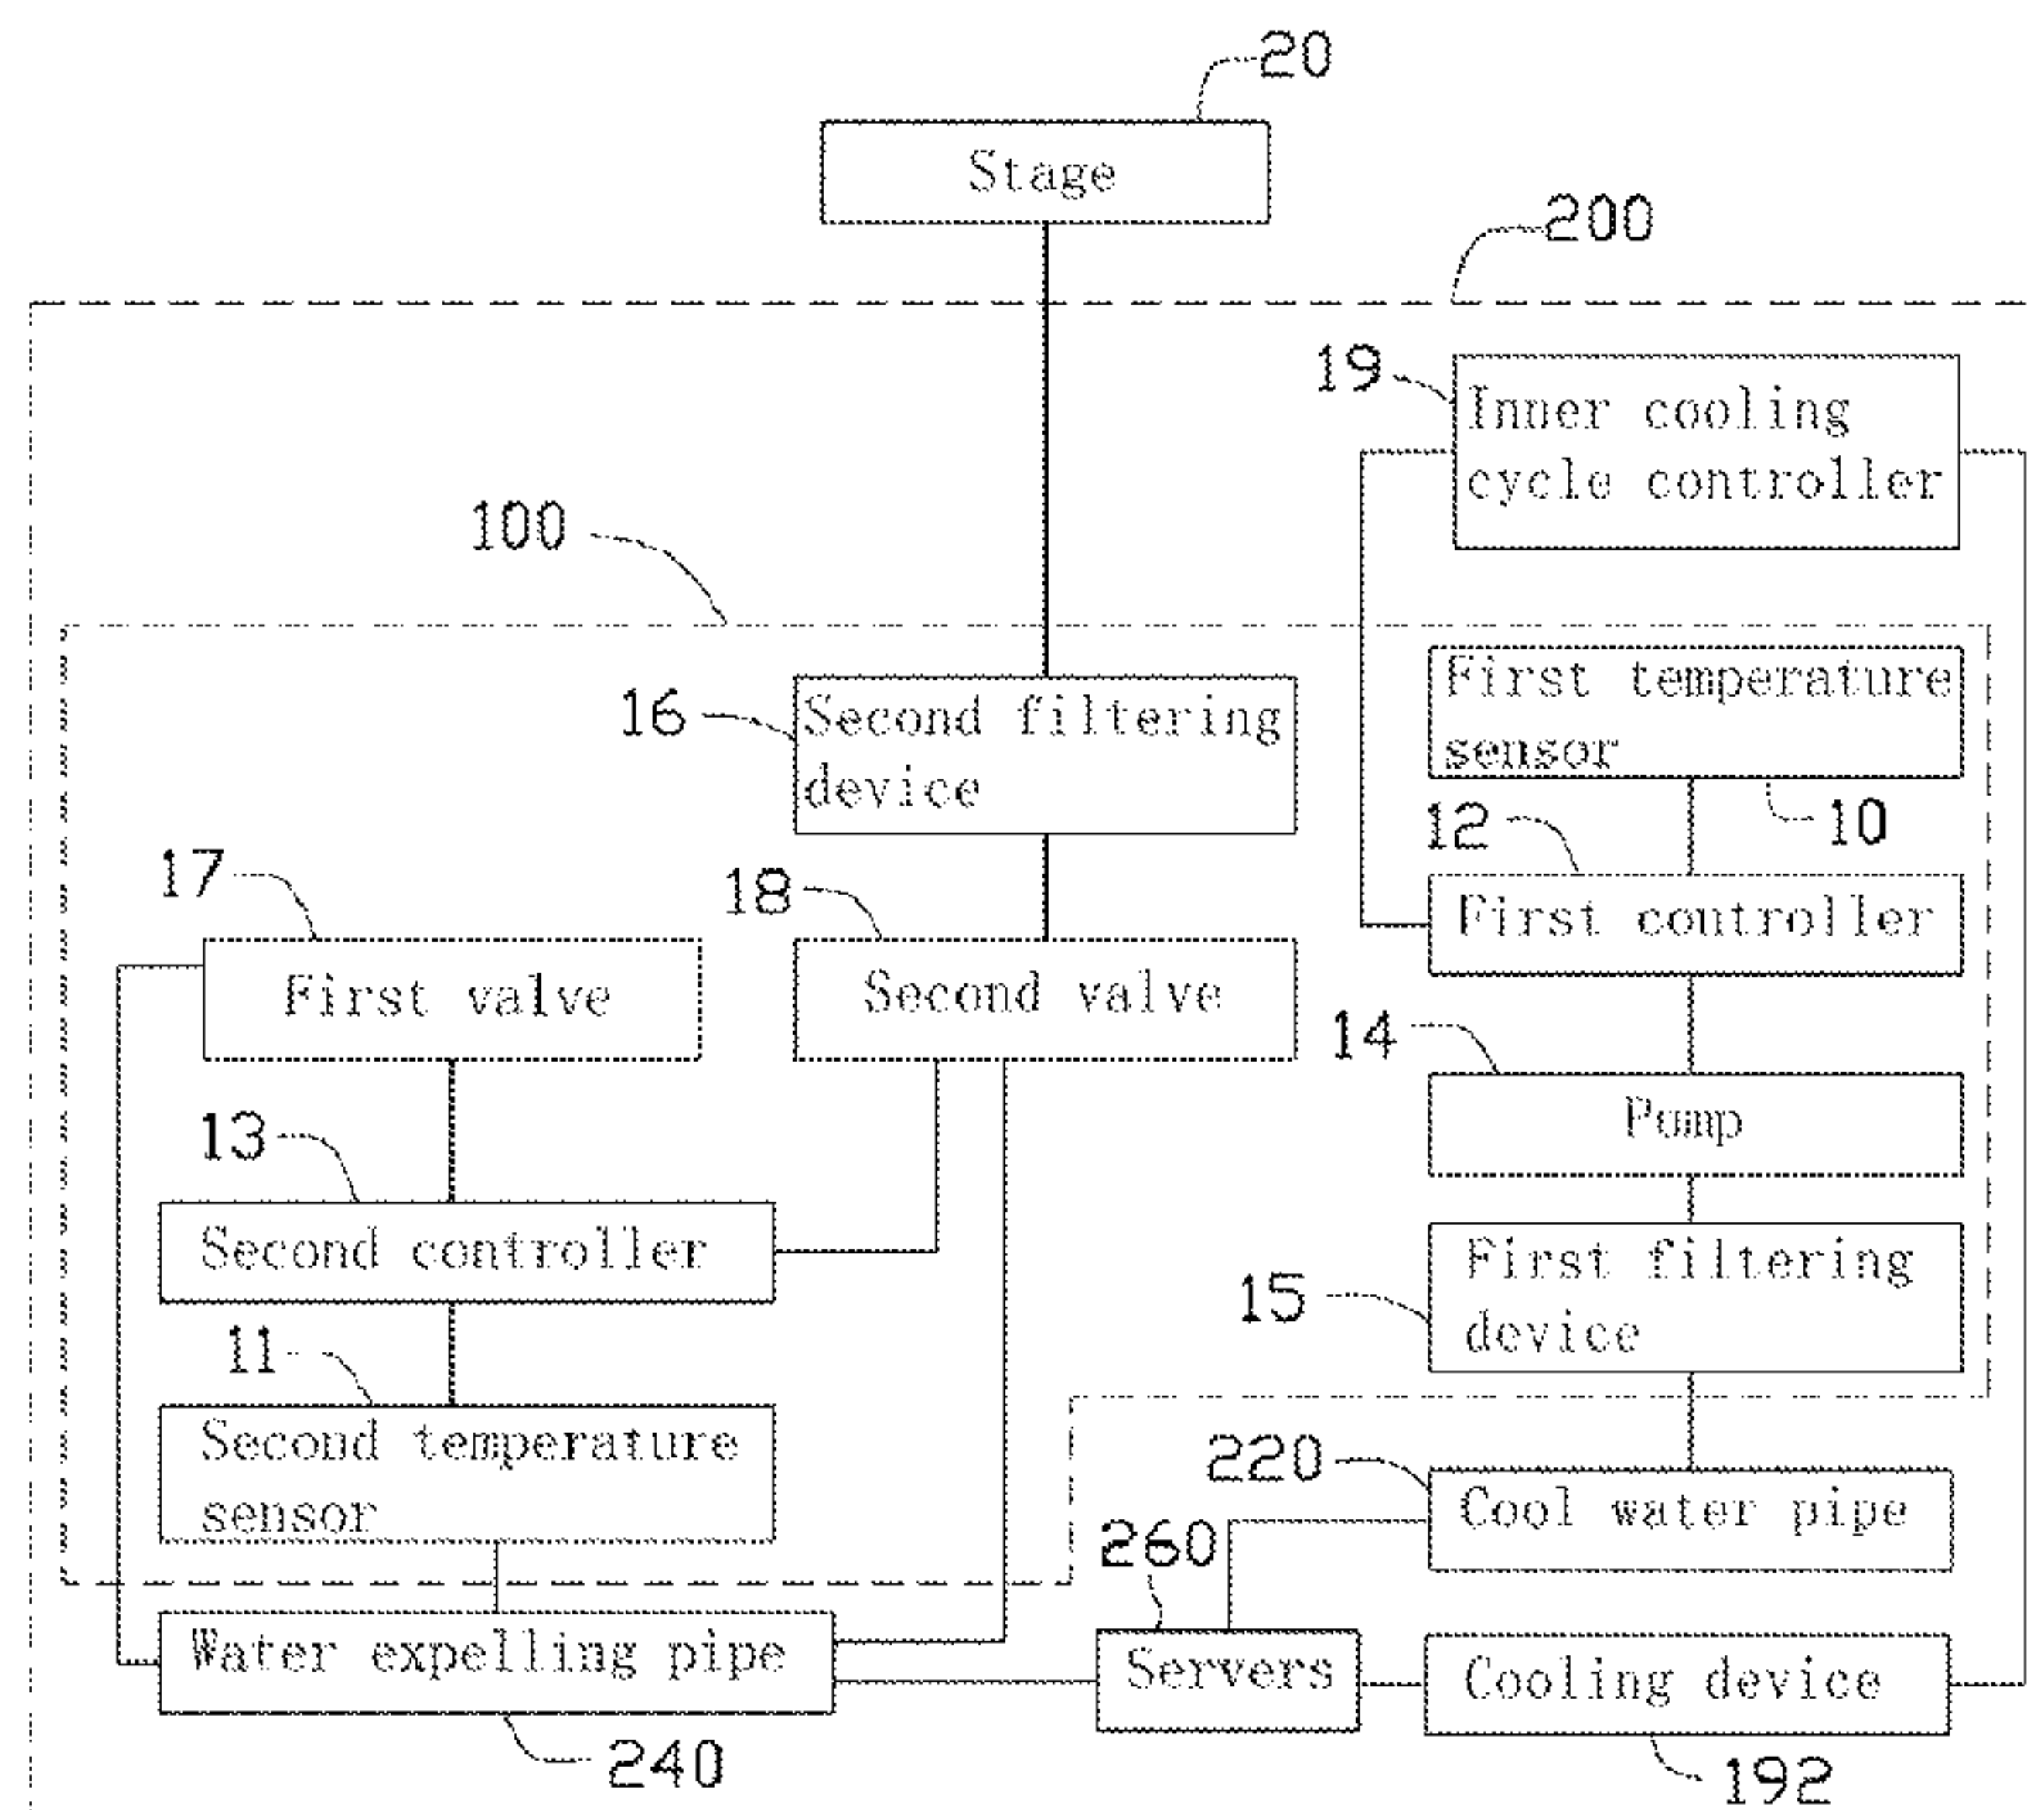 20
Stage
200
19
Inner cooling
cycle controller
100
16
Second filtering
device
First temperature
sensor
10
12
First controller
17
18
First valve
Second valve
14
Pump
13
Second controller
15
First filtering
device
11
Second temperature
sensor
220
Cool water pipe
260
Water expelling pipe
Servers
Cooling device
240
192